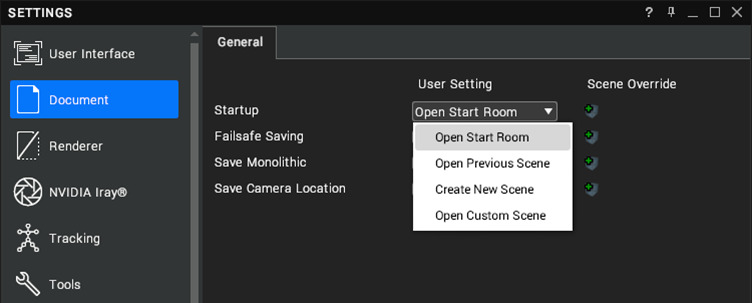 SETTINGS
?
User Interface
Document
Renderer
NVIDIA Iray®
Tracking
Tools
General
User Setting Scene Override
Startup Open Start Room
Failsafe Saving
Save Monolithic
Save Camera Location
Open Start Room
Open Previous Scene
Create New Scene
Open Custom Scene